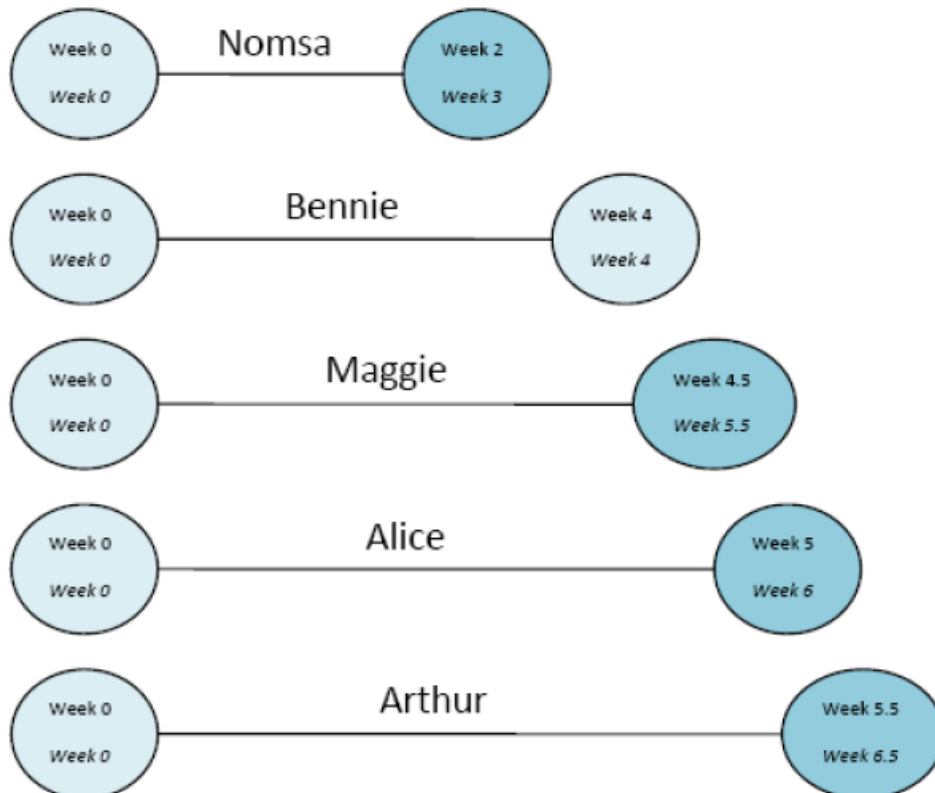 Nomsa
Week 0
Week 2
Week 0
Week 3
Bennie
Week 0
Week 4
Week 0
Week 4
Maggie
Week 0
Week 4.5
Week 0
Week 5.5
Alice
Week 0
Week 5
Week 0
Week 6
Arthur
Week 0
Week 5.5
Week 0
Week 6.5